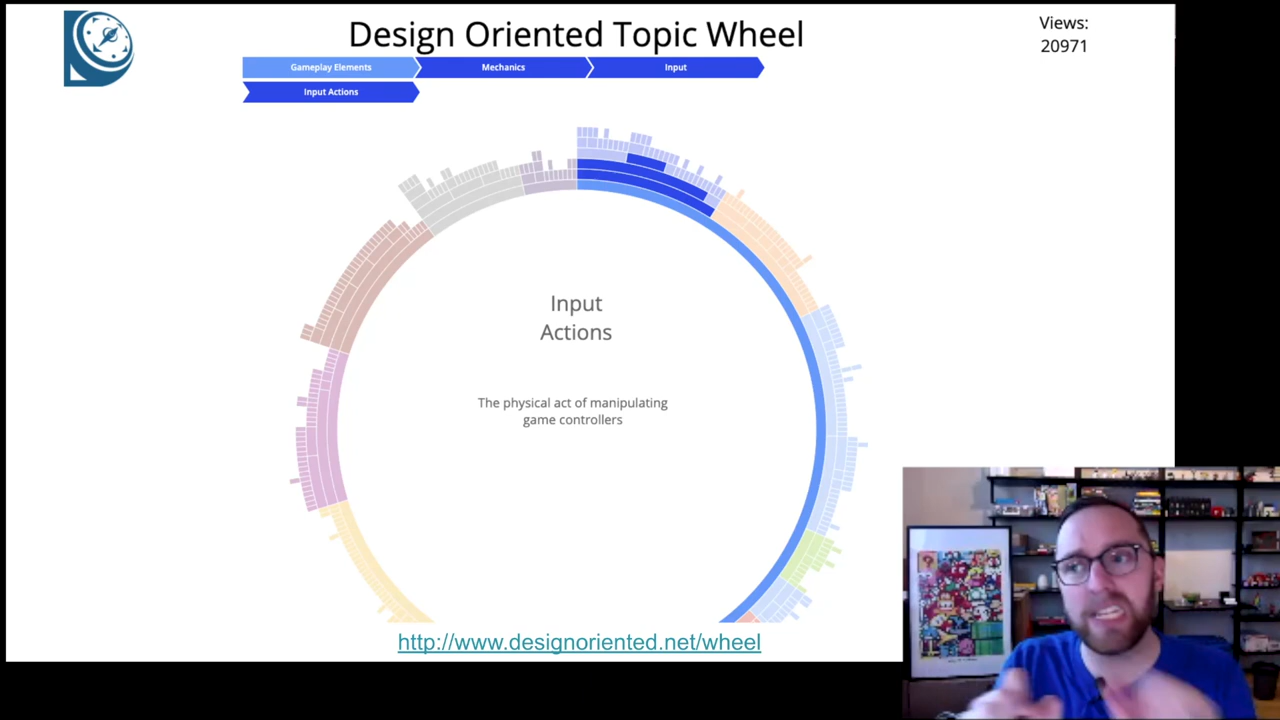 Design Oriented Topic Wheel
Views:
20971
Gameplay Elements
Mechanics
Input
Input Actions
Input
Actions
The physical act of manipulating
game controllers
http://www.designoriented.net/wheel